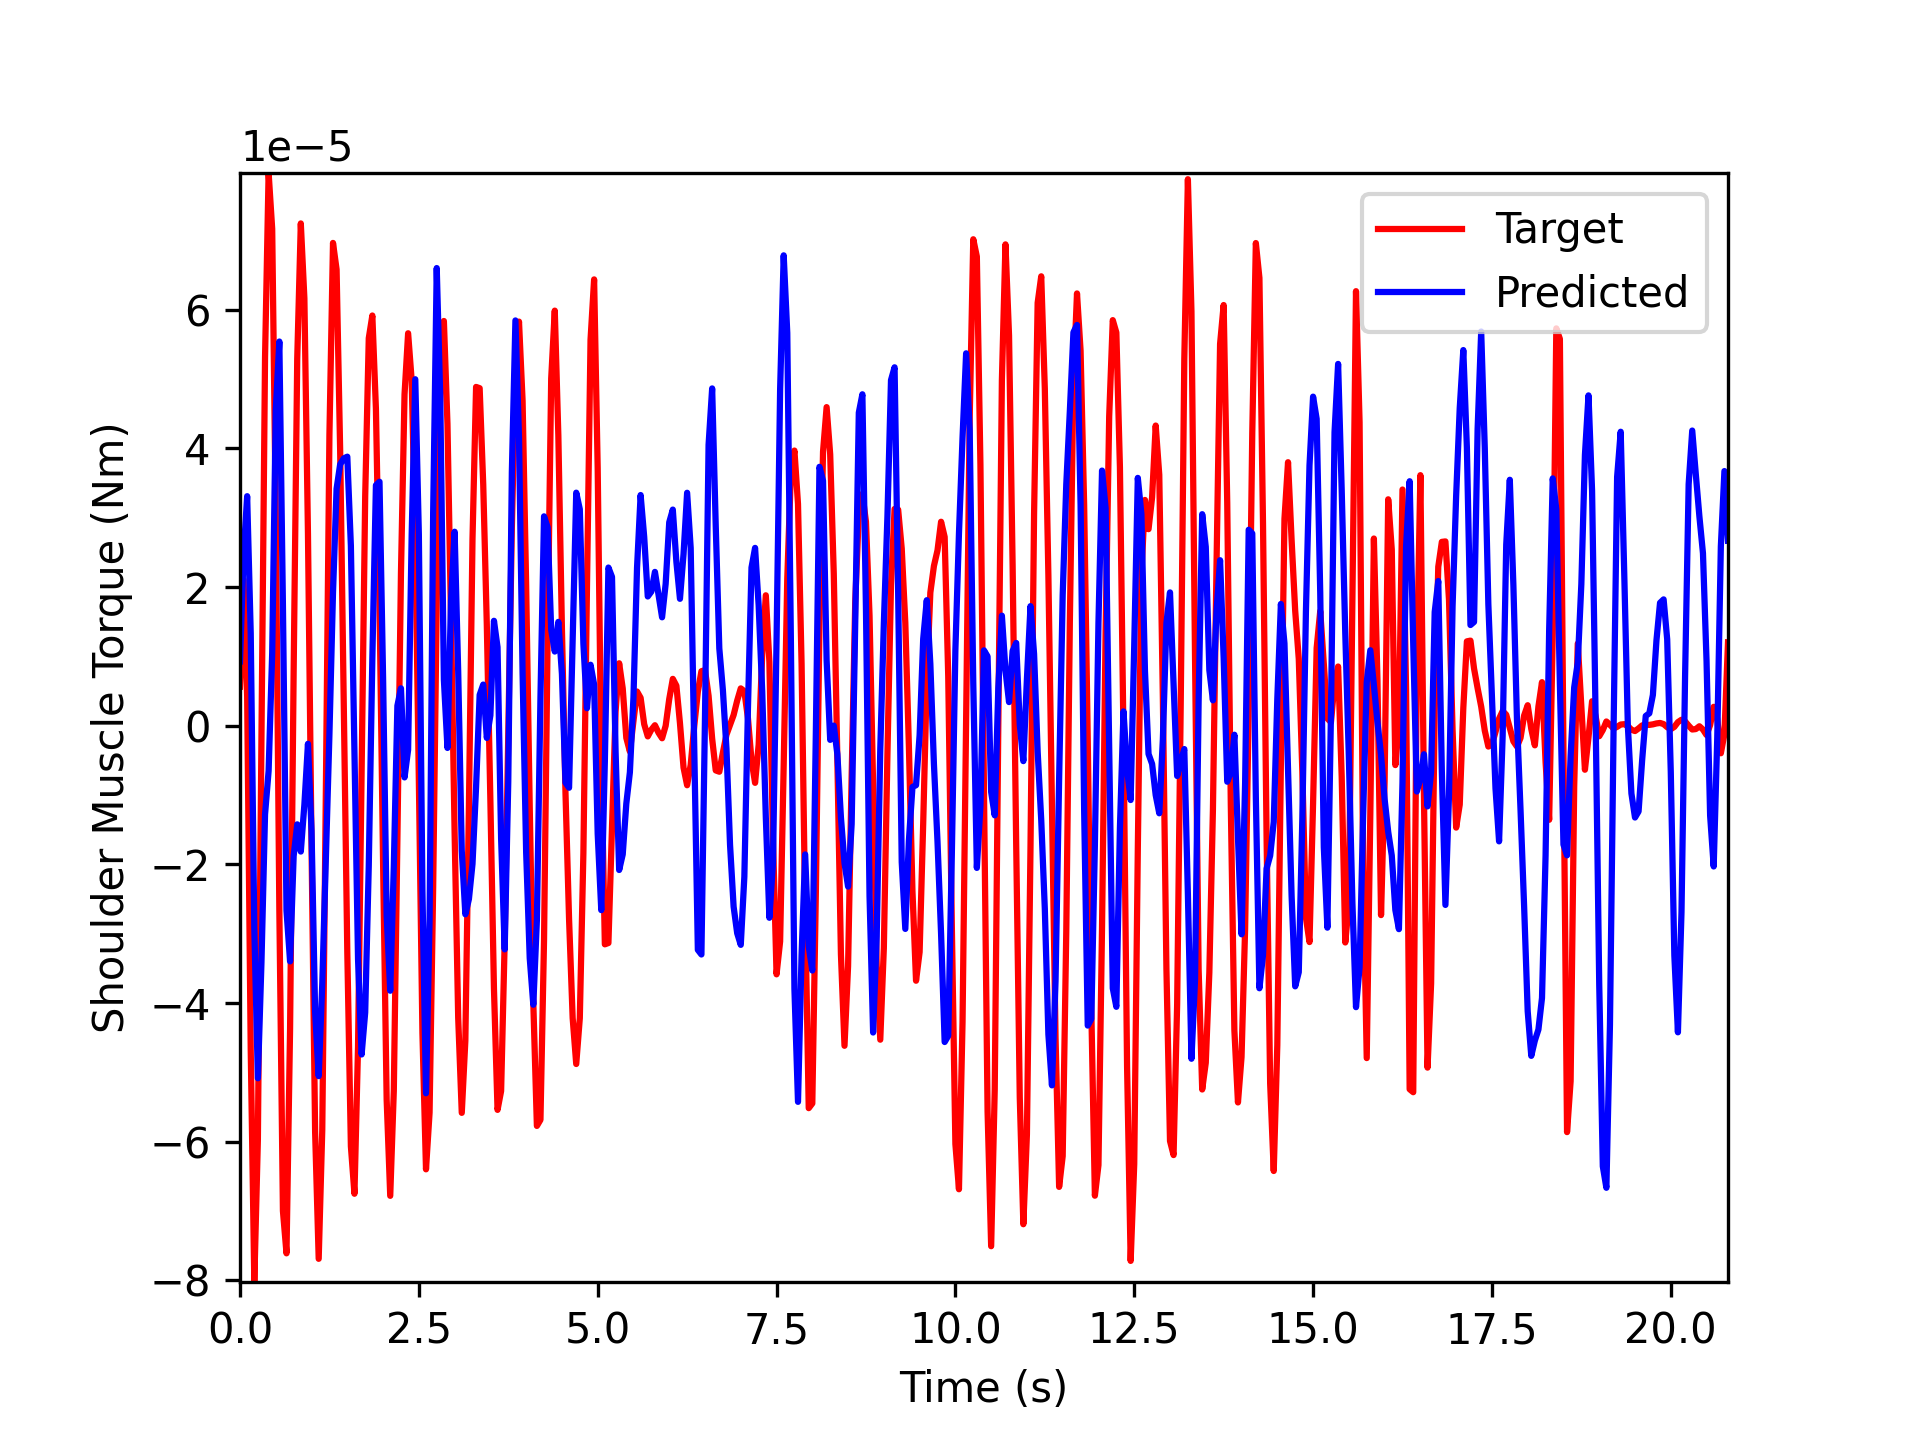 1e−5
Target
Predicted
6
4
2
0
−2
−4
−6
−8
Shoulder Muscle Torque (Nm)
0.0 2.5 5.0 7.5 10.0 12.5 15.0 17.5 20.0
Time (s)